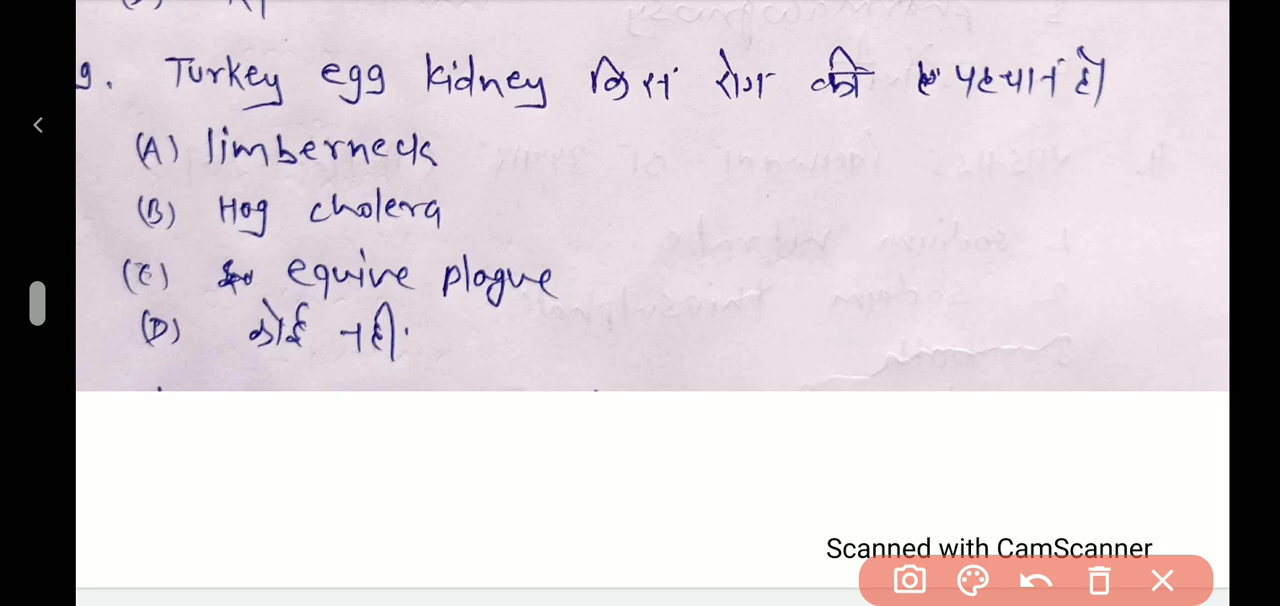 9. Turkey egg kidney किस रोग की पहचान है
(A) limberneck
(B) Hog cholera
(C) equine plague
(D) कोई नही.
Scanned with CamScanner